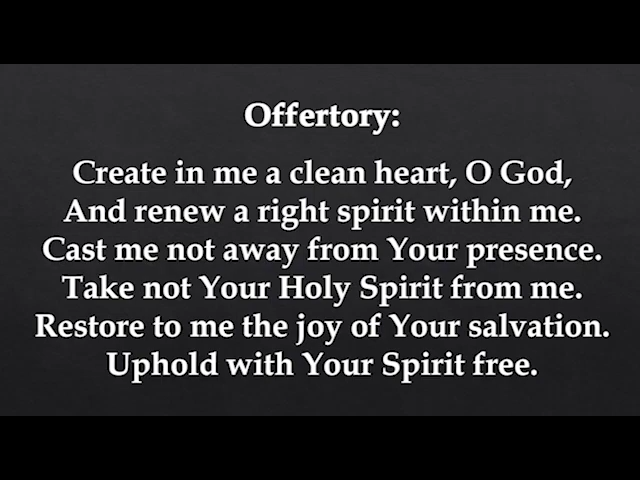 Offertory:
Create in me a clean heart, O God,
And renew a right spirit within me.
Cast me not away from Your presence.
Take not Your Holy Spirit from me.
Restore to me the joy of Your salvation.
Uphold with Your Spirit free.